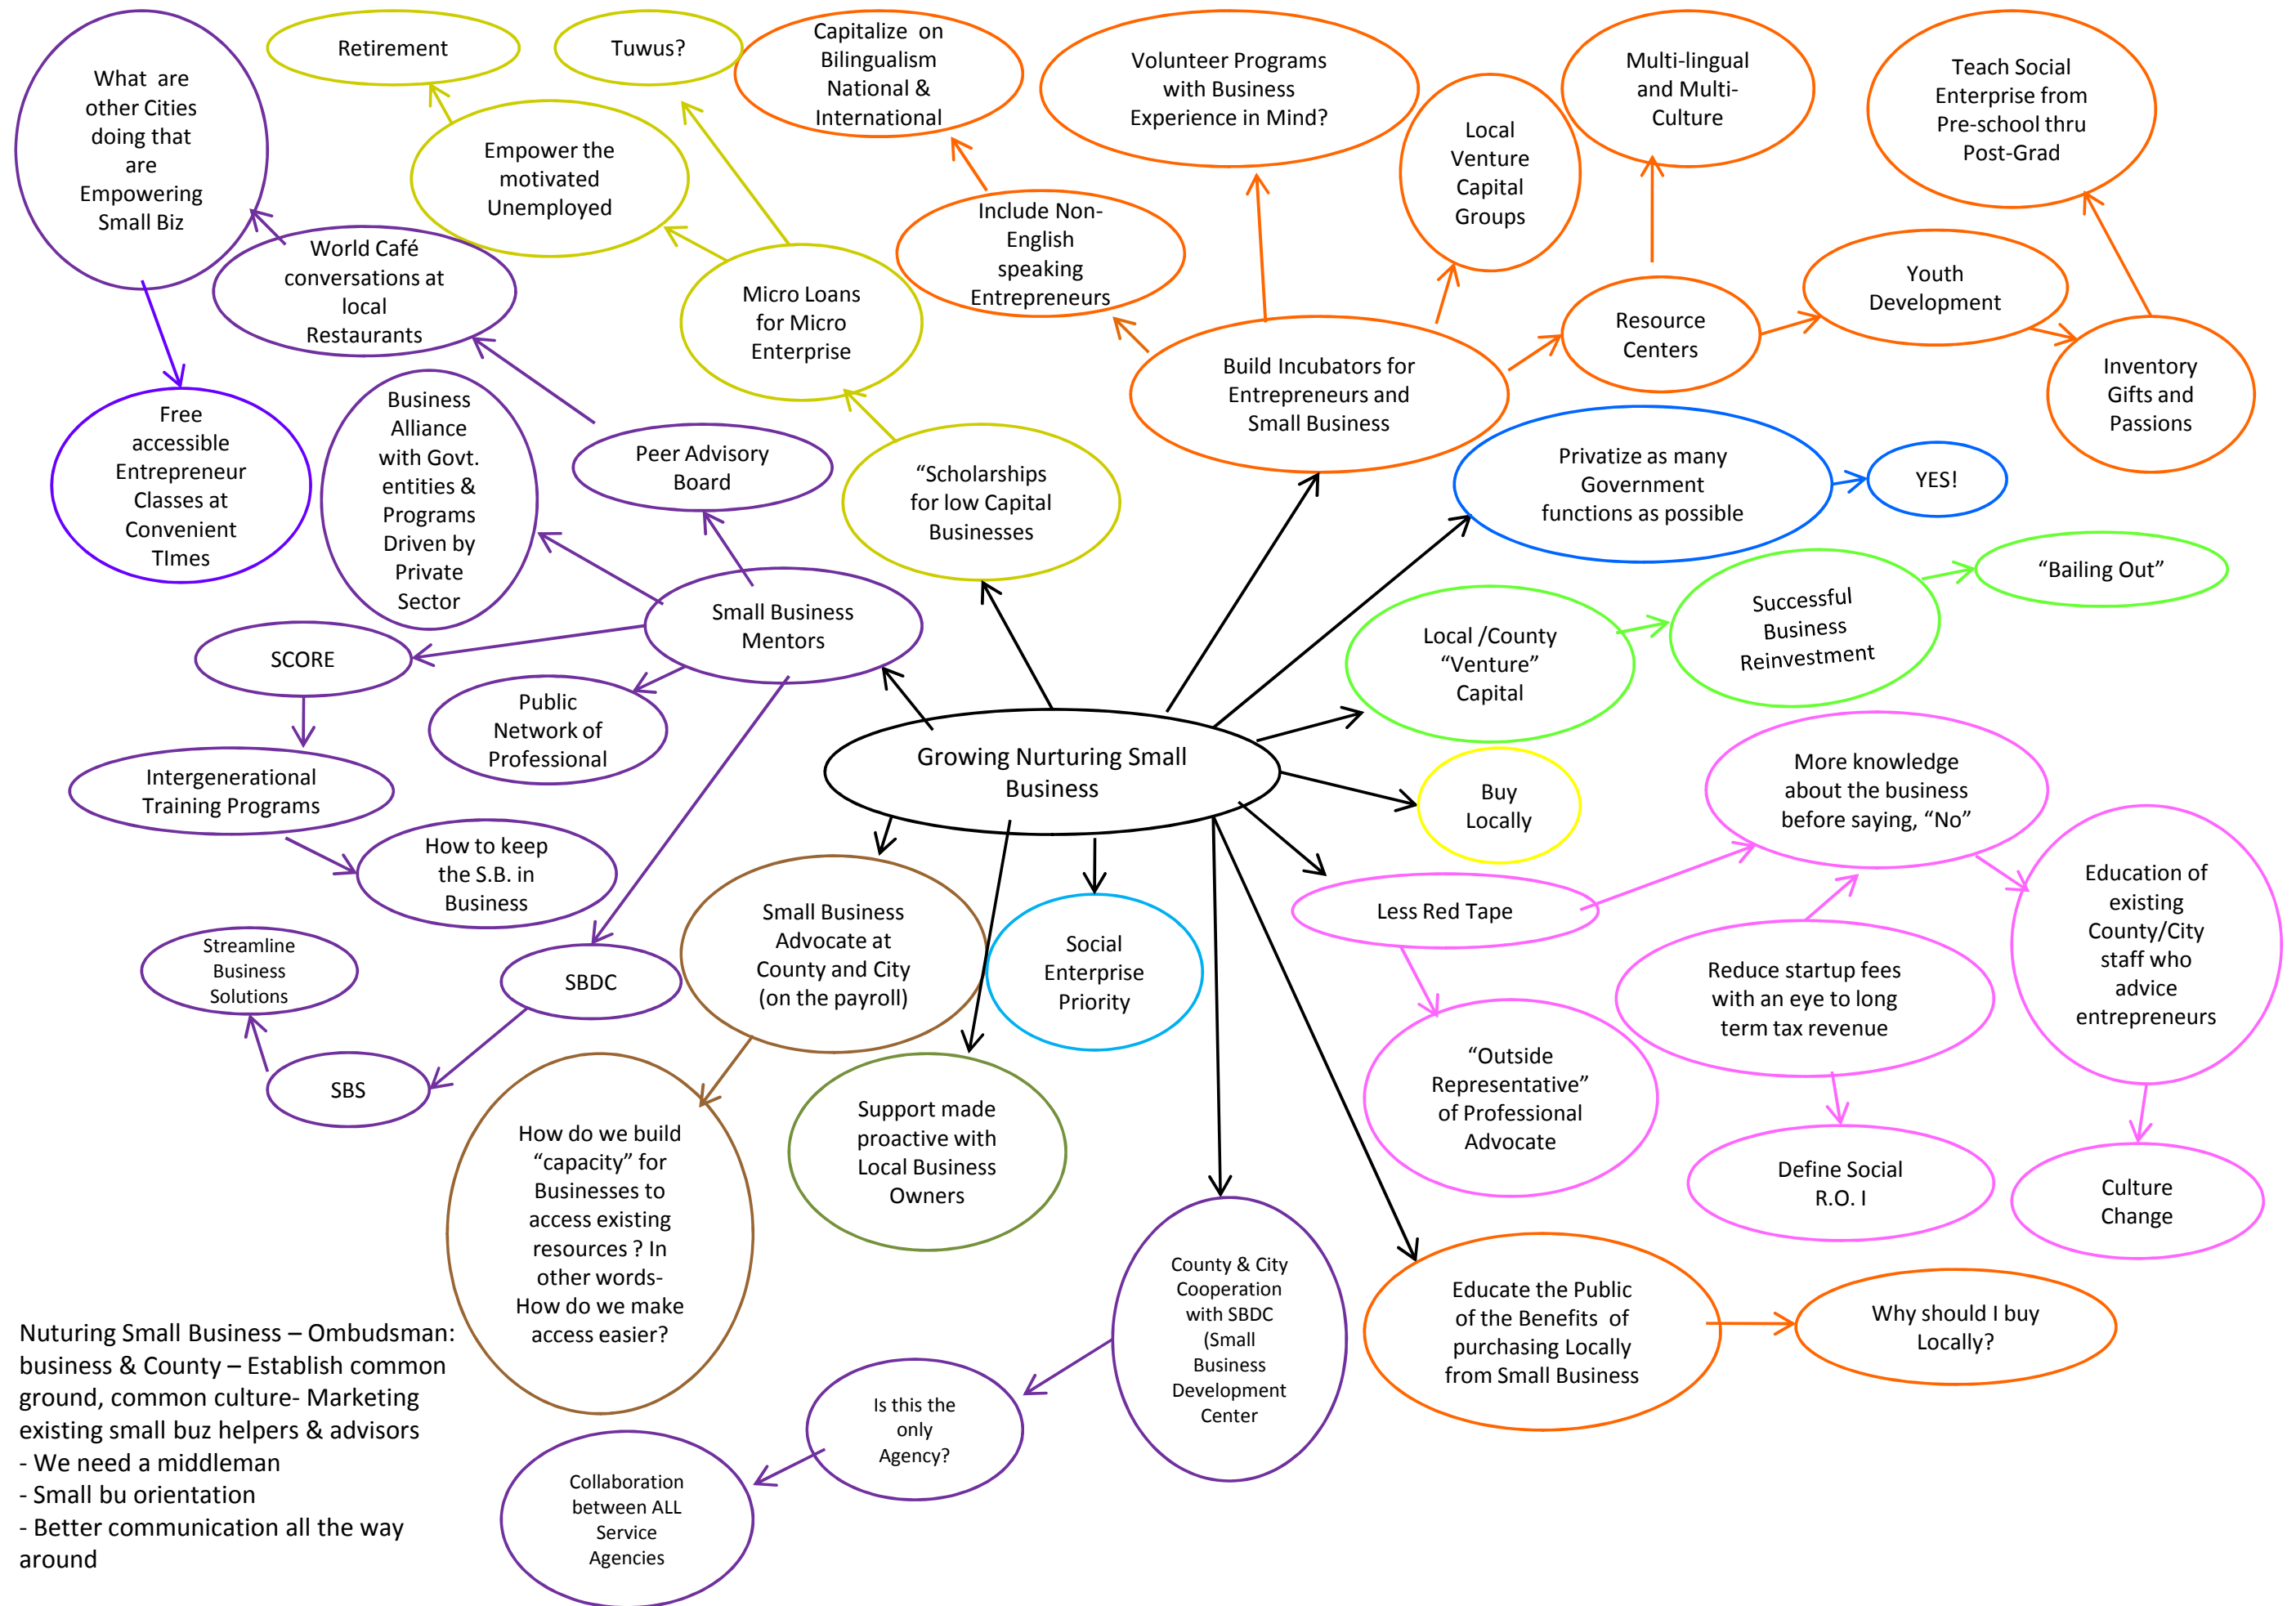 What are
other Cities
doing that
are
Empowering
Small Biz
Retirement
Tuwus?
Capitalize on
Bilingualism
National &
International
Volunteer Programs
with Business
Experience in Mind?
Local
Venture
Capital
Groups
Multi-lingual
and Multi-
Culture
Teach Social
Enterprise from
Pre-school thru
Post-Grad
Empower the
motivated
Unemployed
Include Non-
English
speaking
Entrepreneurs
World Café
conversations at
local
Restaurants
Micro Loans
for Micro
Enterprise
Build Incubators for
Entrepreneurs and
Small Business
Resource
Centers
Youth
Development
Inventory
Gifts and
Passions
Free
accessible
Entrepreneur
Classes at
Convenient
TImes
Business
Alliance
with Govt.
entities &
Programs
Driven by
Private
Sector
Peer Advisory
Board
“Scholarships
for low Capital
Businesses
Privatize as many
Government
functions as possible
YES!
Small Business
Mentors
Local /County
“Venture”
Capital
Successful
Business
Reinvestment
“Bailing Out”
SCORE
Public
Network of
Professional
Growing Nurturing Small
Business
Buy
Locally
More knowledge
about the business
before saying, “No”
Intergenerational
Training Programs
How to keep
the S.B. in
Business
Small Business
Advocate at
County and City
(on the payroll)
Social
Enterprise
Priority
Less Red Tape
Education of
existing
County/City
staff who
advice
entrepreneurs
Streamline
Business
Solutions
SBDC
Reduce startup fees
with an eye to long
term tax revenue
SBS
“Outside
Representative”
of Professional
Advocate
How do we build
“capacity” for
Businesses to
access existing
resources ? In
other words-
How do we make
access easier?
Support made
proactive with
Local Business
Owners
Define Social
R.O. I
Culture
Change
County & City
Cooperation
with SBDC
(Small
Business
Development
Center
Educate the Public
of the Benefits of
purchasing Locally
from Small Business
Why should I buy
Locally?
Is this the
only
Agency?
Collaboration
between ALL
Service
Agencies
Nuturing Small Business – Ombudsman:
business & County – Establish common
ground, common culture- Marketing
existing small buz helpers & advisors
- We need a middleman
- Small bu orientation
- Better communication all the way
around